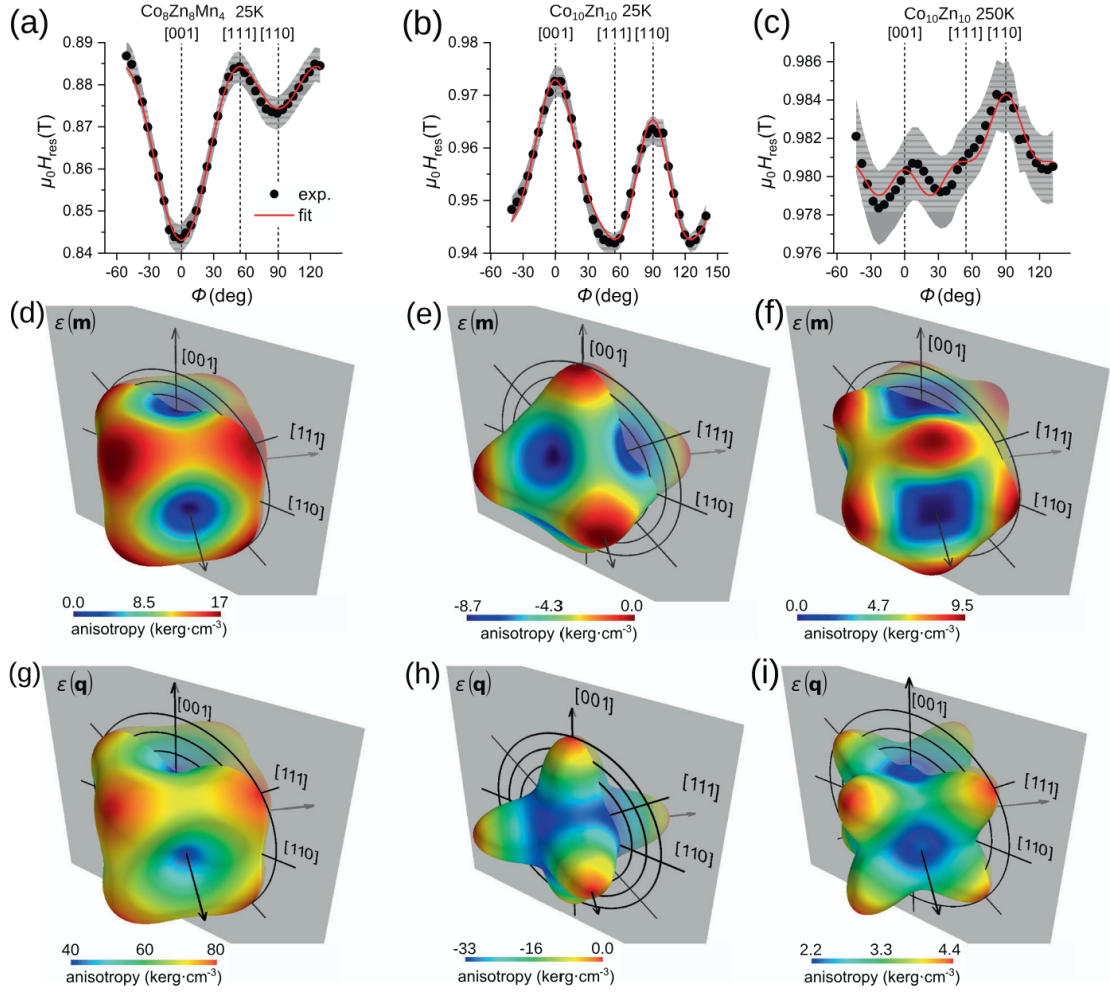 (a) Co₈Zn₈Mn₄ 25K
[001] [111] [110]
0.89
0.88
0.87
0.86
0.85
0.84
μ₀H_res(T)
exp.
fit
-60 -30 0 30 60 90 120
Φ (deg)
(b) Co₁₀Zn₁₀ 25K
[001] [111] [110]
0.98
0.97
0.96
0.95
0.94
μ₀H_res(T)
-60 -30 0 30 60 90 120 150
Φ (deg)
(c) Co₁₀Zn₁₀ 250K
[001] [111] [110]
0.986
0.984
0.982
0.980
0.978
0.976
μ₀H_res(T)
-60 -30 0 30 60 90 120
Φ (deg)
(d)
ε(m)
[001]
[111]
[110]
0.0 8.5 17
anisotropy (kerg·cm⁻³)
(e)
ε(m)
[001]
[111]
[110]
-8.7 -4.3 0.0
anisotropy (kerg·cm⁻³)
(f)
ε(m)
[001]
[111]
[110]
0.0 4.7 9.5
anisotropy (kerg·cm⁻³)
(g)
ε(q)
[001]
[111]
[110]
40 60 80
anisotropy (kerg·cm⁻³)
(h)
ε(q)
[001]
[111]
[110]
-33 -16 0.0
anisotropy (kerg·cm⁻³)
(i)
ε(q)
[001]
[111]
[110]
2.2 3.3 4.4
anisotropy (kerg·cm⁻³)